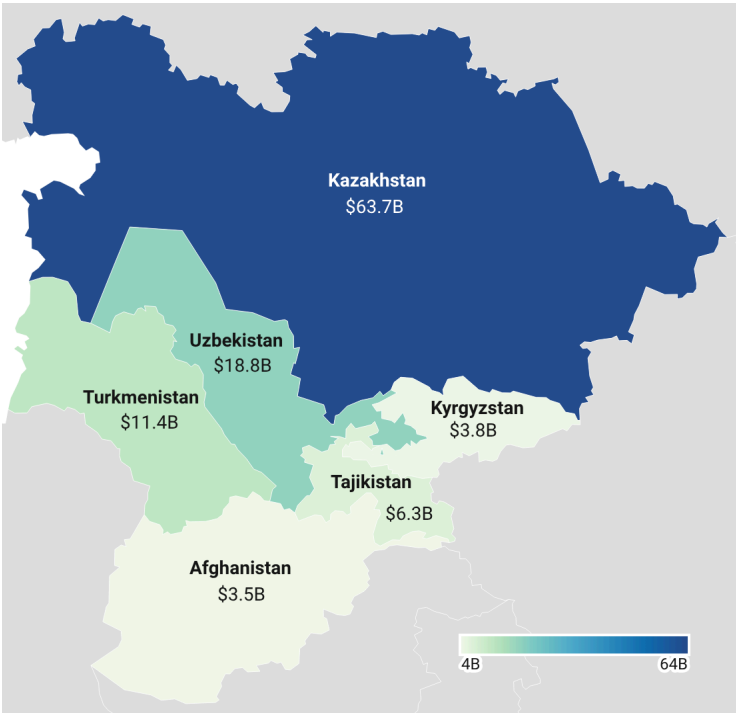 Kazakhstan
$63.7B
Uzbekistan
$18.8B
Turkmenistan
$11.4B
Kyrgyzstan
$3.8B
Tajikistan
$6.3B
Afghanistan
$3.5B
4B
64B